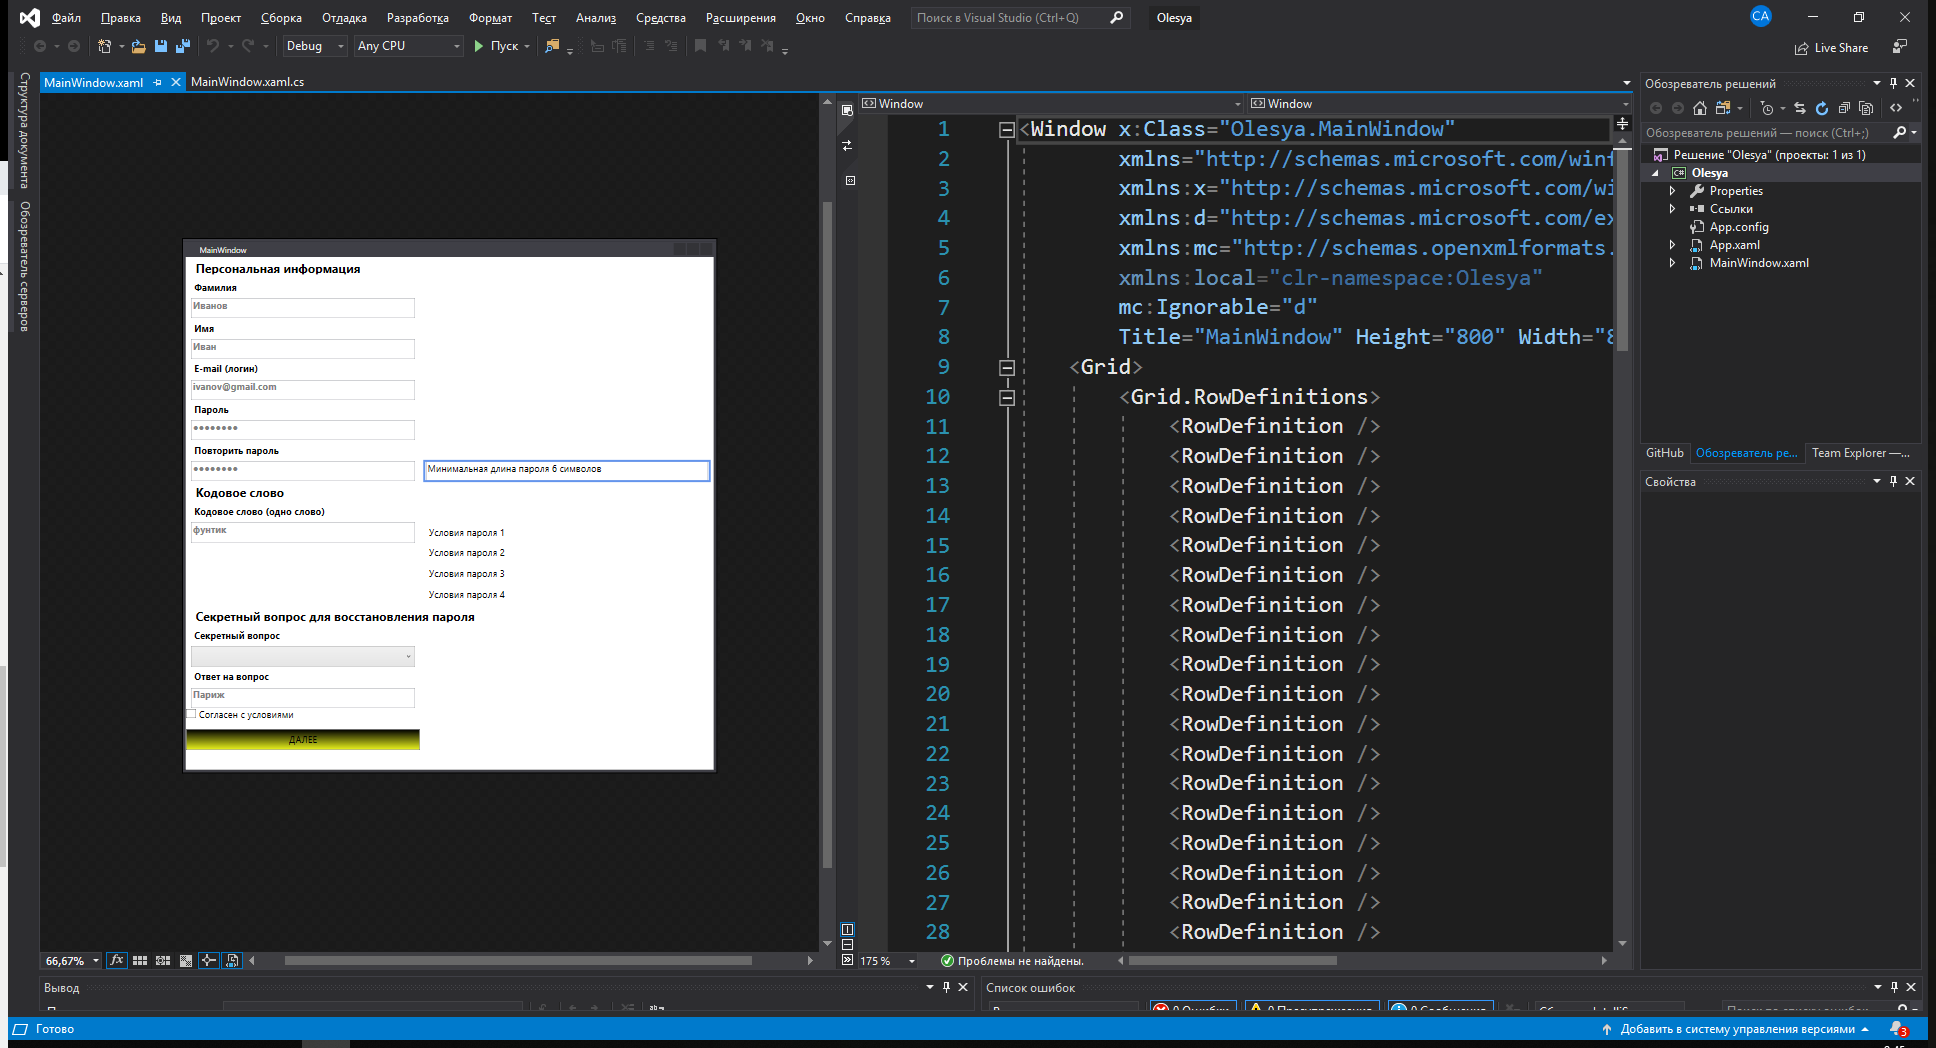 Файл Правка Вид Проект Сборка Отладка Разработка Формат Тест Анализ Средства Расширения Окно Справка Поиск в Visual Studio (Ctrl+Q) Olesya CA
Debug Any CPU Пуск Live Share
Структура документа
Обозреватель серверов
MainWindow.xaml MainWindow.xaml.cs
MainWindow
Персональная информация
Фамилия
Иванов
Имя
Иван
E-mail (логин)
ivanov@gmail.com
Пароль
••••••••
Повторить пароль
••••••••
Минимальная длина пароля 6 символов
Кодовое слово
Кодовое слово (одно слово)
фунтик
Условия пароля 1
Условия пароля 2
Условия пароля 3
Условия пароля 4
Секретный вопрос для восстановления пароля
Секретный вопрос
Ответ на вопрос
Париж
Согласен с условиями
ДАЛЕЕ
66,67%
Window Window
1 <Window x:Class="Olesya.MainWindow"
2 xmlns="http://schemas.microsoft.com/winf
3 xmlns:x="http://schemas.microsoft.com/wi
4 xmlns:d="http://schemas.microsoft.com/ex
5 xmlns:mc="http://schemas.openxmlformats.
6 xmlns:local="clr-namespace:Olesya"
7 mc:Ignorable="d"
8 Title="MainWindow" Height="800" Width="8
9 <Grid>
10 <Grid.RowDefinitions>
11 <RowDefinition />
12 <RowDefinition />
13 <RowDefinition />
14 <RowDefinition />
15 <RowDefinition />
16 <RowDefinition />
17 <RowDefinition />
18 <RowDefinition />
19 <RowDefinition />
20 <RowDefinition />
21 <RowDefinition />
22 <RowDefinition />
23 <RowDefinition />
24 <RowDefinition />
25 <RowDefinition />
26 <RowDefinition />
27 <RowDefinition />
28 <RowDefinition />
175 % Проблемы не найдены.
Обозреватель решений
Обозреватель решений — поиск (Ctrl+;)
Решение "Olesya" (проекты: 1 из 1)
Olesya
Properties
Ссылки
App.config
App.xaml
MainWindow.xaml
GitHub Обозреватель ре... Team Explorer —...
Свойства
Вывод
Список ошибок
0 Ошибки 0 Предупреждения 0 Сообщения
Готово
Добавить в систему управления версиями 3